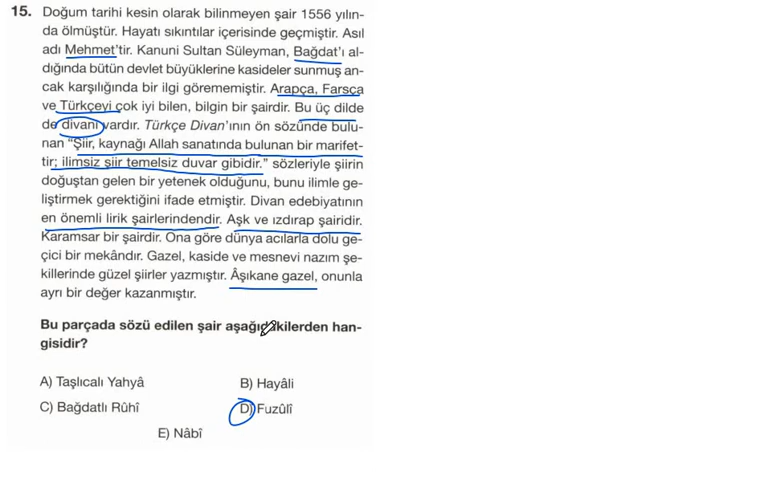 15. Doğum tarihi kesin olarak bilinmeyen şair 1556 yılın-
da ölmüştür. Hayatı sıkıntılar içerisinde geçmiştir. Asıl
adı Mehmet'tir. Kanuni Sultan Süleyman, Bağdat'ı al-
dığında bütün devlet büyüklerine kasideler sunmuş an-
cak karşılığında bir ilgi görememiştir. Arapça, Farsça
ve Türkçeyi çok iyi bilen, bilgin bir şairdir. Bu üç dilde
de divanı vardır. Türkçe Divan'ının ön sözünde bulu-
nan "Şiir, kaynağı Allah sanatında bulunan bir marifet-
tir; ilimsiz şiir temelsiz duvar gibidir." sözleriyle şiirin
doğuştan gelen bir yetenek olduğunu, bunu ilimle ge-
liştirmek gerektiğini ifade etmiştir. Divan edebiyatının
en önemli lirik şairlerindendir. Aşk ve ızdırap şairidir.
Karamsar bir şairdir. Ona göre dünya acılarla dolu ge-
çici bir mekândır. Gazel, kaside ve mesnevi nazım şe-
killerinde güzel şiirler yazmıştır. Âşıkane gazel, onunla
ayrı bir değer kazanmıştır.
Bu parçada sözü edilen şair aşağıdakilerden han-
gisidir?
A) Taşlıcalı Yahyâ B) Hayâli
C) Bağdatlı Rûhî D) Fuzûlî
E) Nâbî